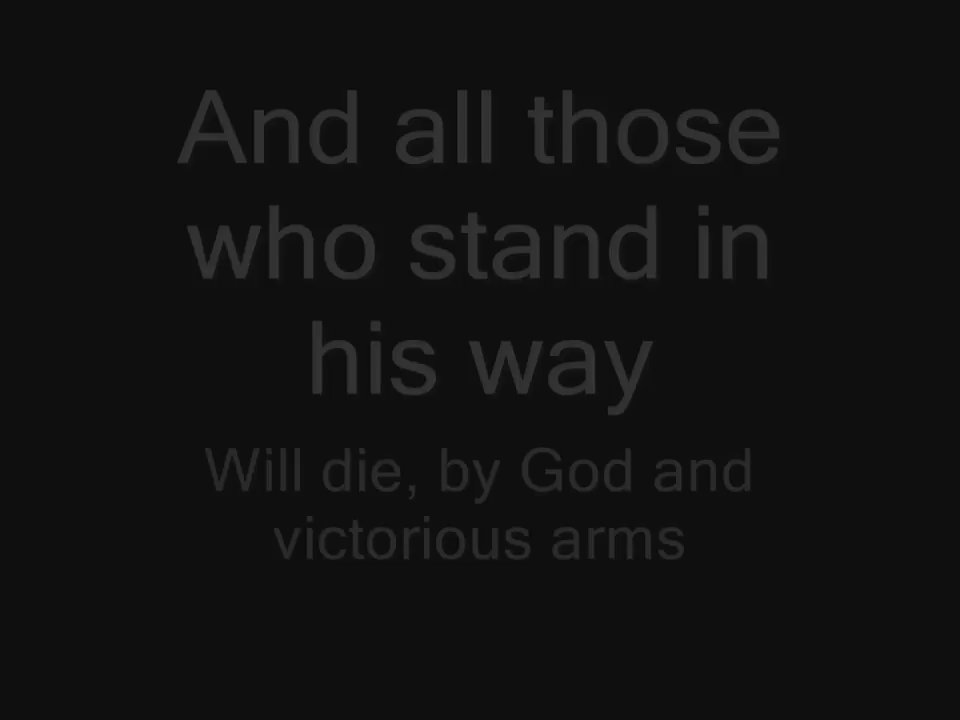 And all those
who stand in
his way
Will die, by God and
victorious arms